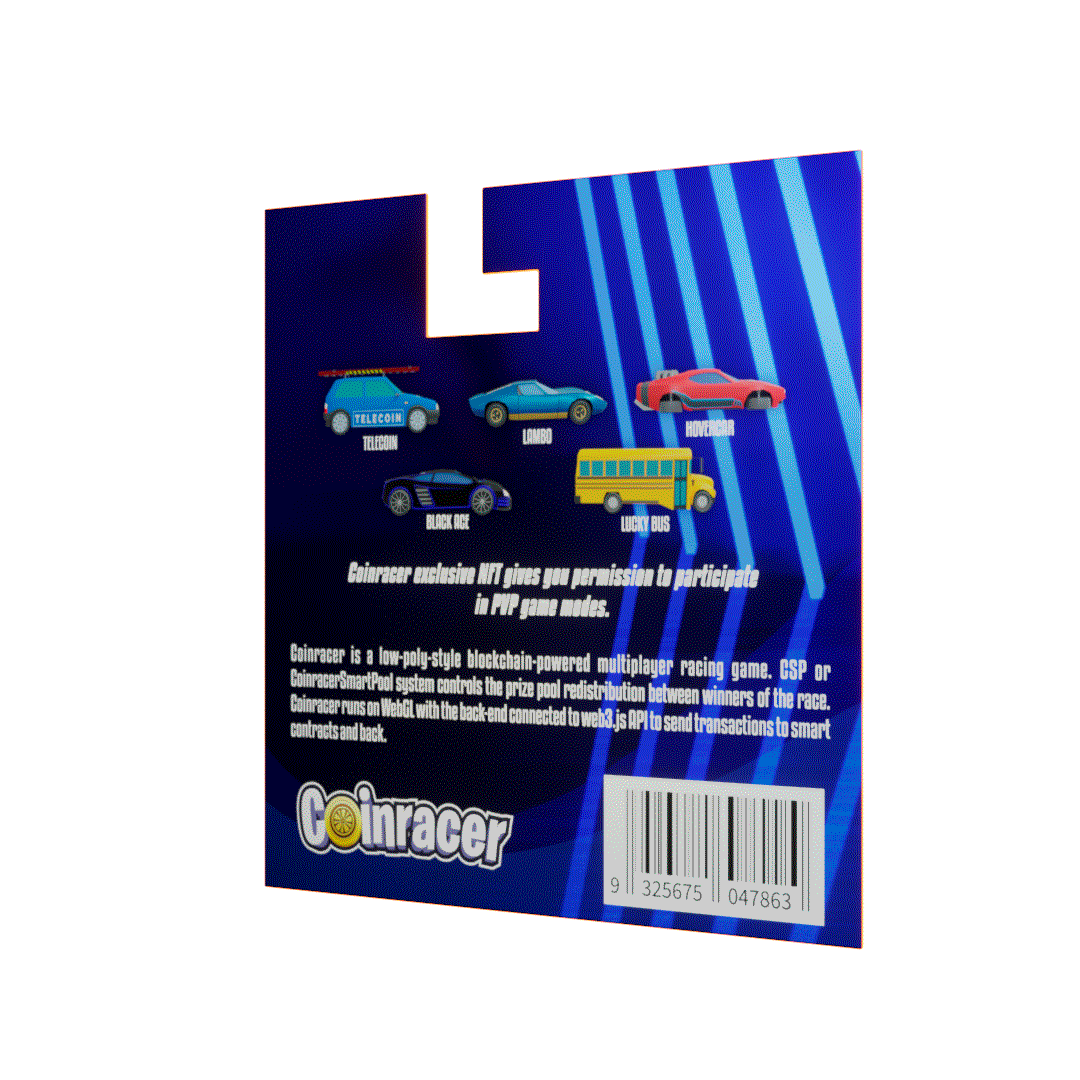 TELECOIN
TELECOIN
LAMBO
HOVERCAR
BLACK ACE
LUCKY BUS
Coinracer exclusive NFT gives you permission to participate
in PVP game modes.
Coinracer is a low-poly-style blockchain-powered multiplayer racing game. CSP or
CoinracerSmartPool system controls the prize pool redistribution between winners of the race.
Coinracer runs on WebGL with the back-end connected to web3.js API to send transactions to smart
contracts and back.
Coinracer
9 325675 047863